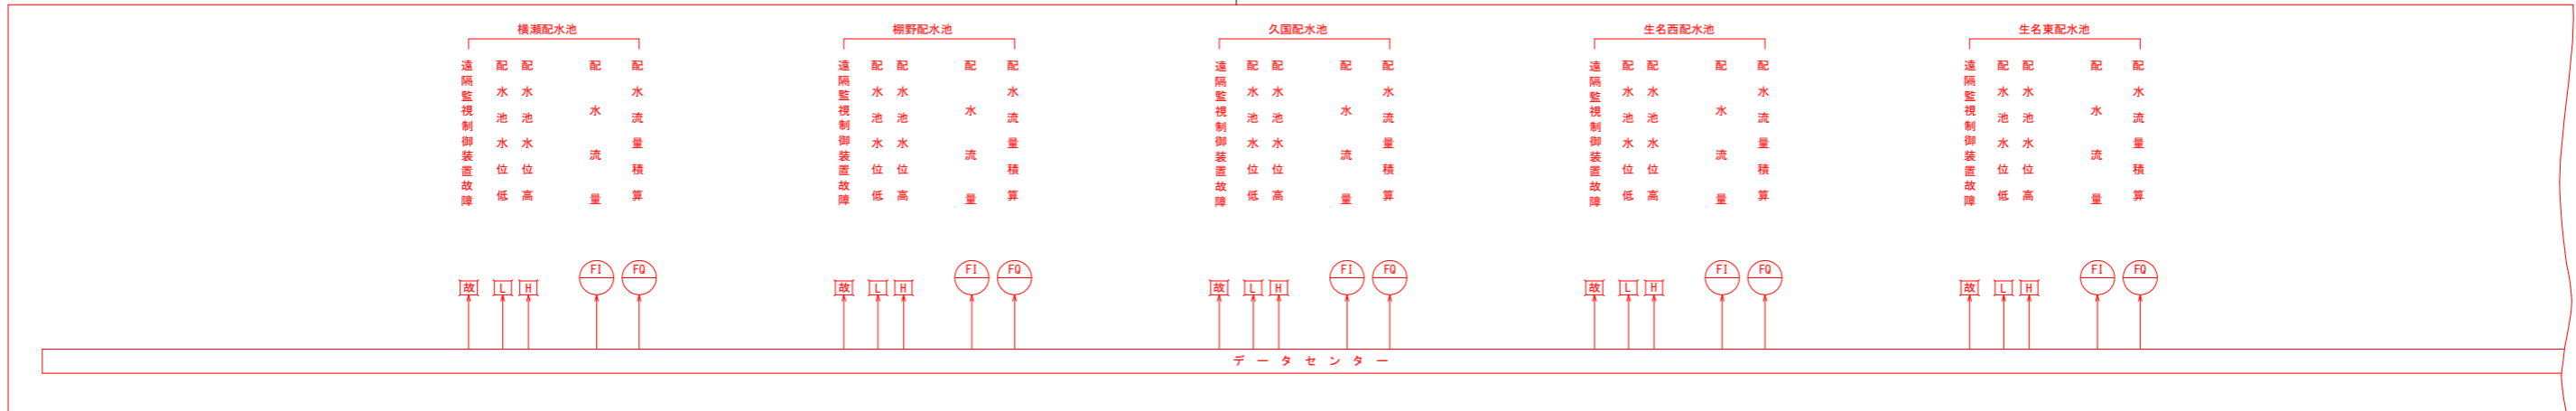 横瀬配水池
遠隔監視制御装置故障
配水池水位低
配水池水位高
配水流量
配水流量積算
故
L
H
FI
FQ
棚野配水池
遠隔監視制御装置故障
配水池水位低
配水池水位高
配水流量
配水流量積算
故
L
H
FI
FQ
久国配水池
遠隔監視制御装置故障
配水池水位低
配水池水位高
配水流量
配水流量積算
故
L
H
FI
FQ
生名西配水池
遠隔監視制御装置故障
配水池水位低
配水池水位高
配水流量
配水流量積算
故
L
H
FI
FQ
生名東配水池
遠隔監視制御装置故障
配水池水位低
配水池水位高
配水流量
配水流量積算
故
L
H
FI
FQ
データセンター